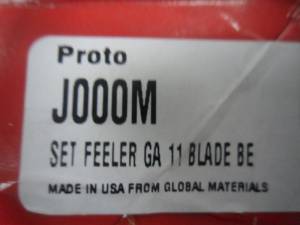 Proto
J000M
SET FEELER GA 11 BLADE BE
MADE IN USA FROM GLOBAL MATERIALS